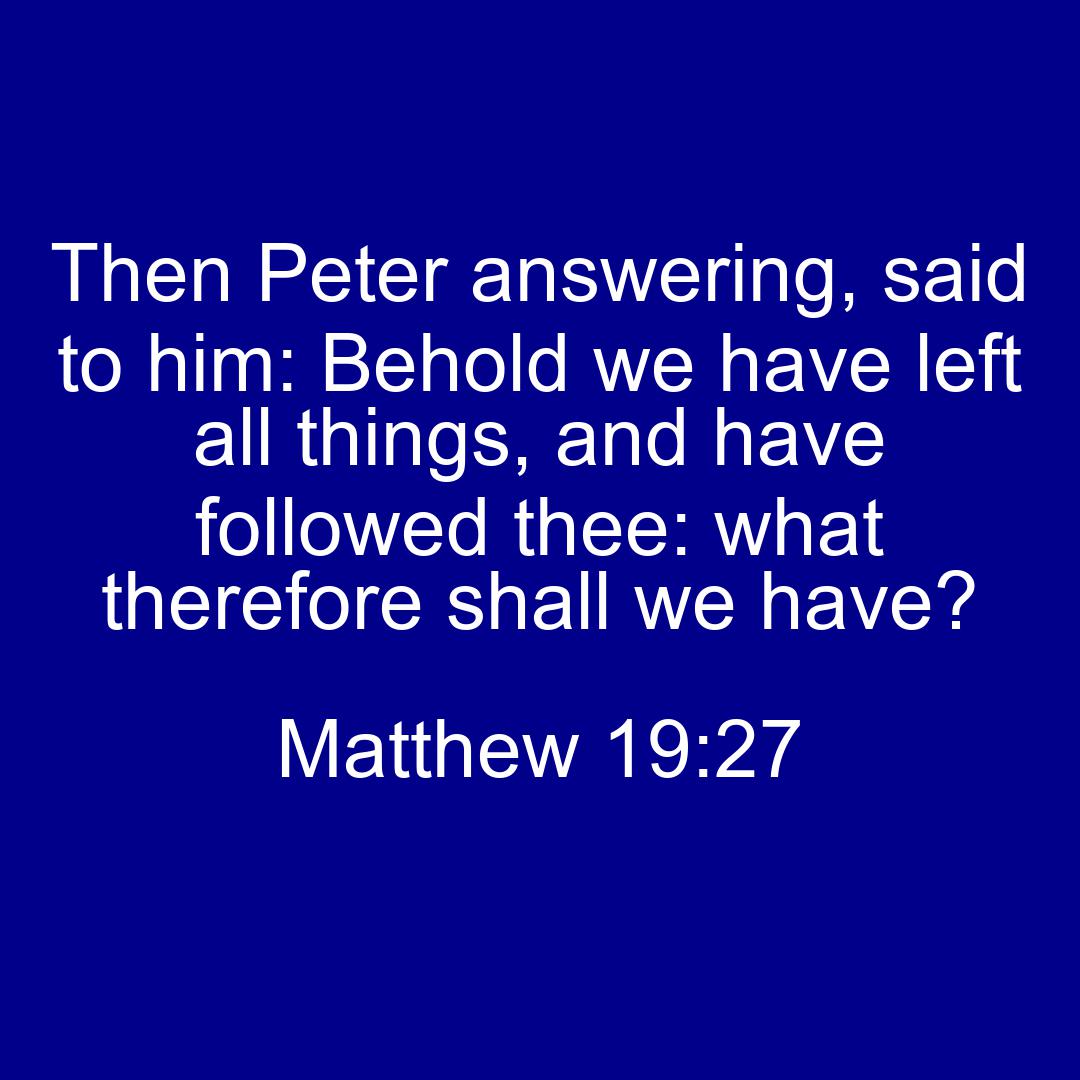 Then Peter answering, said
to him: Behold we have left
all things, and have
followed thee: what
therefore shall we have?
Matthew 19:27